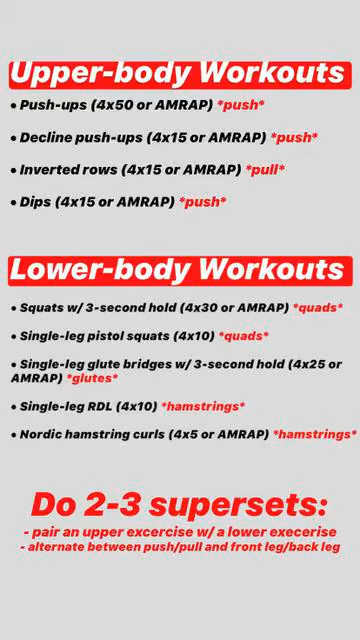 Upper-body Workouts
• Push-ups (4x50 or AMRAP) *push*
• Decline push-ups (4x15 or AMRAP) *push*
• Inverted rows (4x15 or AMRAP) *pull*
• Dips (4x15 or AMRAP) *push*
Lower-body Workouts
• Squats w/ 3-second hold (4x30 or AMRAP) *quads*
• Single-leg pistol squats (4x10) *quads*
• Single-leg glute bridges w/ 3-second hold (4x25 or
AMRAP) *glutes*
• Single-leg RDL (4x10) *hamstrings*
• Nordic hamstring curls (4x5 or AMRAP) *hamstrings*
Do 2-3 supersets:
- pair an upper excercise w/ a lower execerise
- alternate between push/pull and front leg/back leg